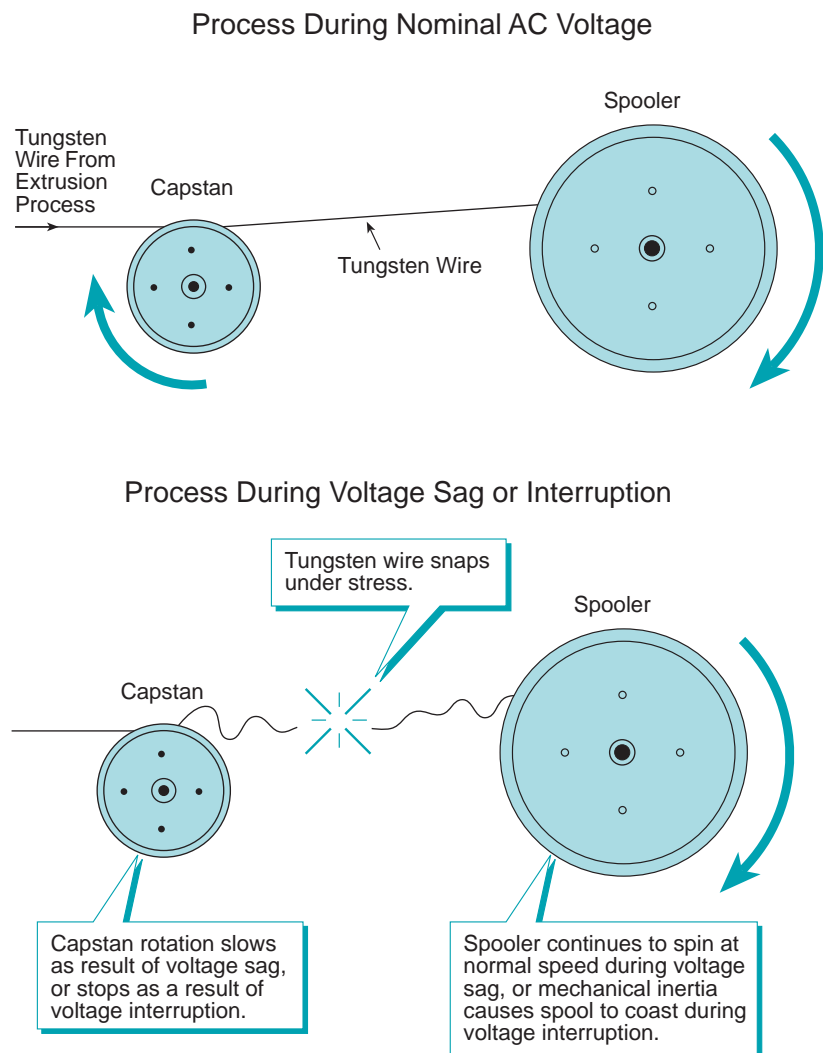 Process During Nominal AC Voltage
Spooler
Tungsten
Wire From
Extrusion
Process
Capstan
Tungsten Wire
Process During Voltage Sag or Interruption
Tungsten wire snaps
under stress.
Spooler
Capstan
Capstan rotation slows
as result of voltage sag,
or stops as a result of
voltage interruption.
Spooler continues to spin at
normal speed during voltage
sag, or mechanical inertia
causes spool to coast during
voltage interruption.